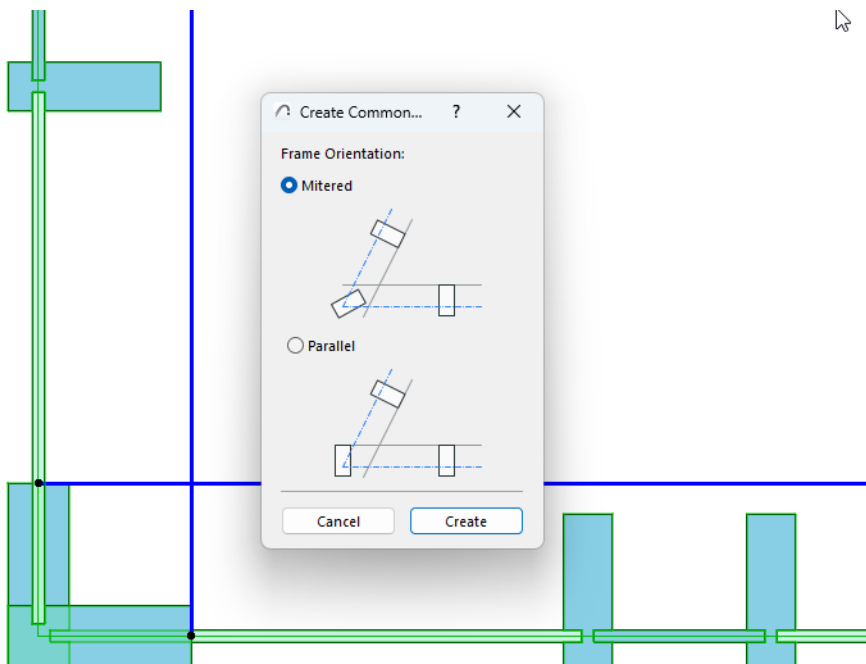 Create Common... ?
Frame Orientation:
Mitered
Parallel
Cancel Create